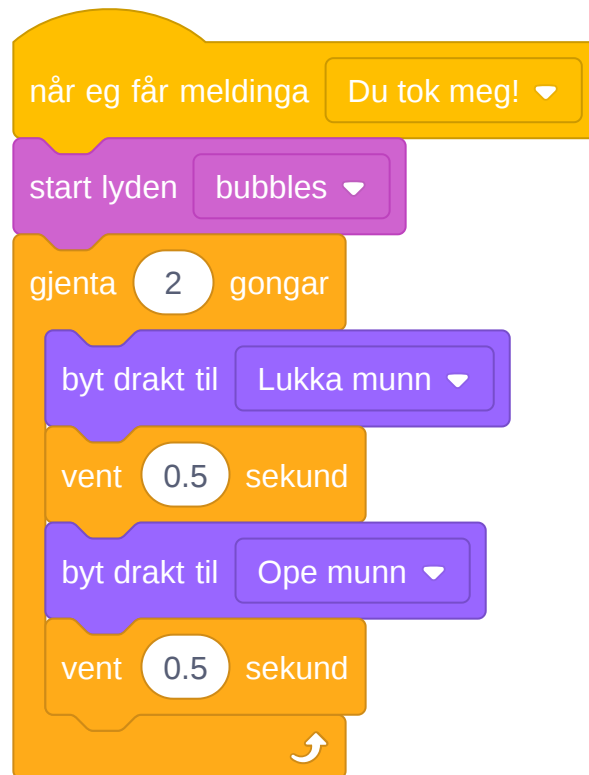 når eg får meldinga Du tok meg!
start lyden bubbles
gjenta 2 gongar
byt drakt til Lukka munn
vent 0.5 sekund
byt drakt til Ope munn
vent 0.5 sekund